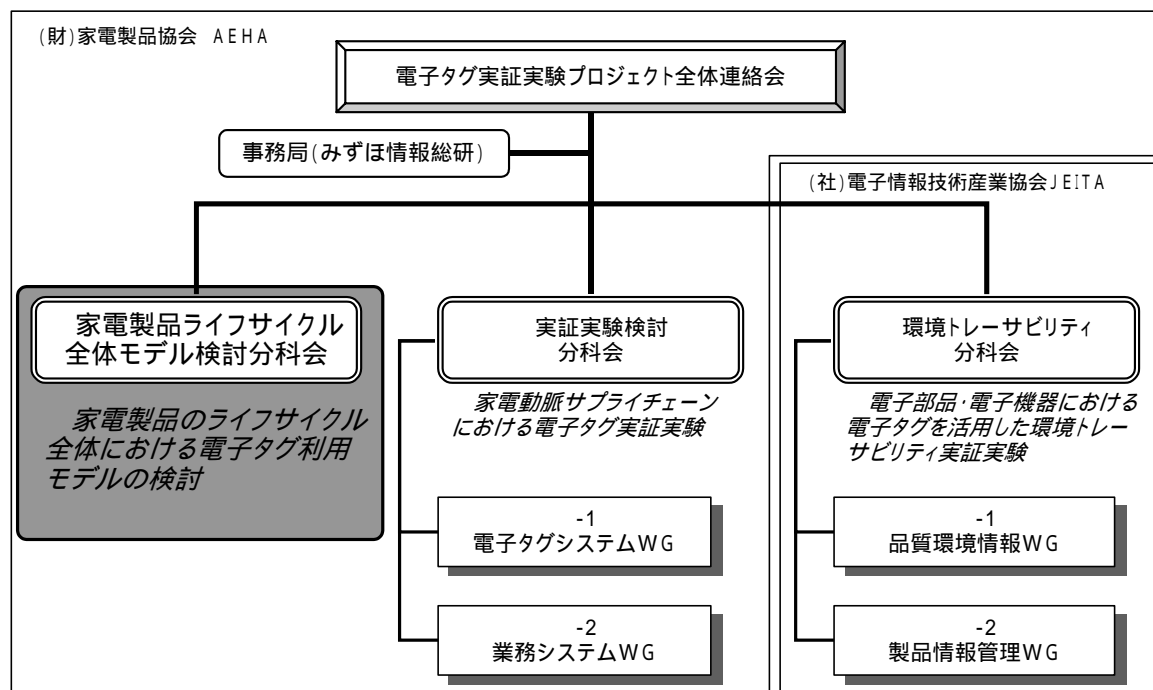 (財)家電製品協会 AEHA
電子タグ実証実験プロジェクト全体連絡会
事務局(みずほ情報総研)
(社)電子情報技術産業協会JEITA
家電製品ライフサイクル
全体モデル検討分科会
家電製品のライフサイクル
全体における電子タグ利用
モデルの検討
実証実験検討
分科会
家電動脈サプライチェーン
における電子タグ実証実験
-1
電子タグシステムWG
-2
業務システムWG
環境トレーサビリティ
分科会
電子部品・電子機器における
電子タグを活用した環境トレー
サビリティ実証実験
-1
品質環境情報WG
-2
製品情報管理WG